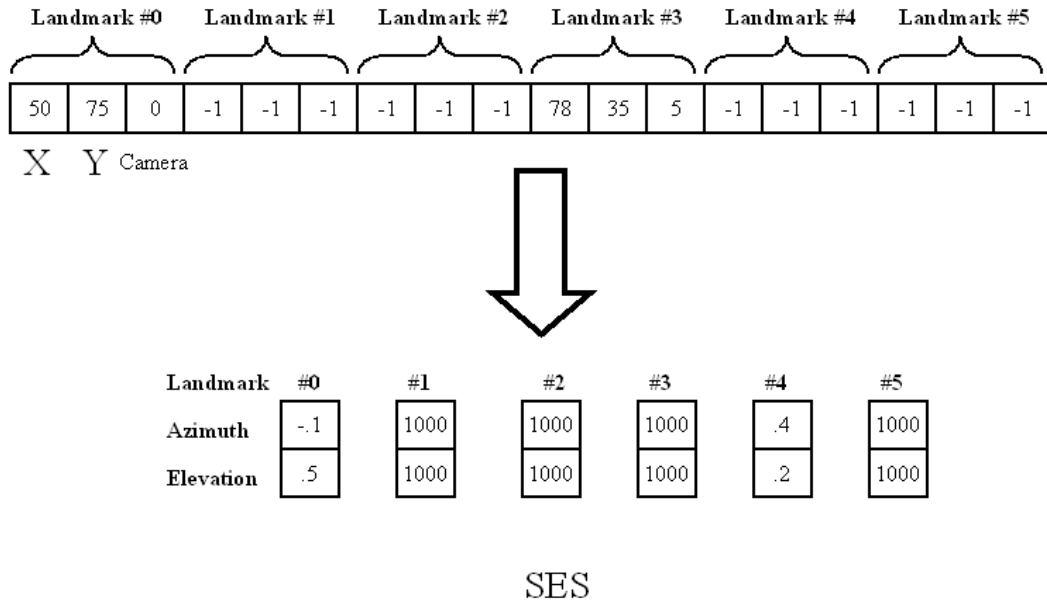 Landmark #0 Landmark #1 Landmark #2 Landmark #3 Landmark #4 Landmark #5
50 75 0 -1 -1 -1 -1 -1 -1 78 35 5 -1 -1 -1 -1 -1 -1
X Y Camera
Landmark #0 #1 #2 #3 #4 #5
Azimuth -.1 1000 1000 1000 .4 1000
Elevation .5 1000 1000 1000 .2 1000
SES